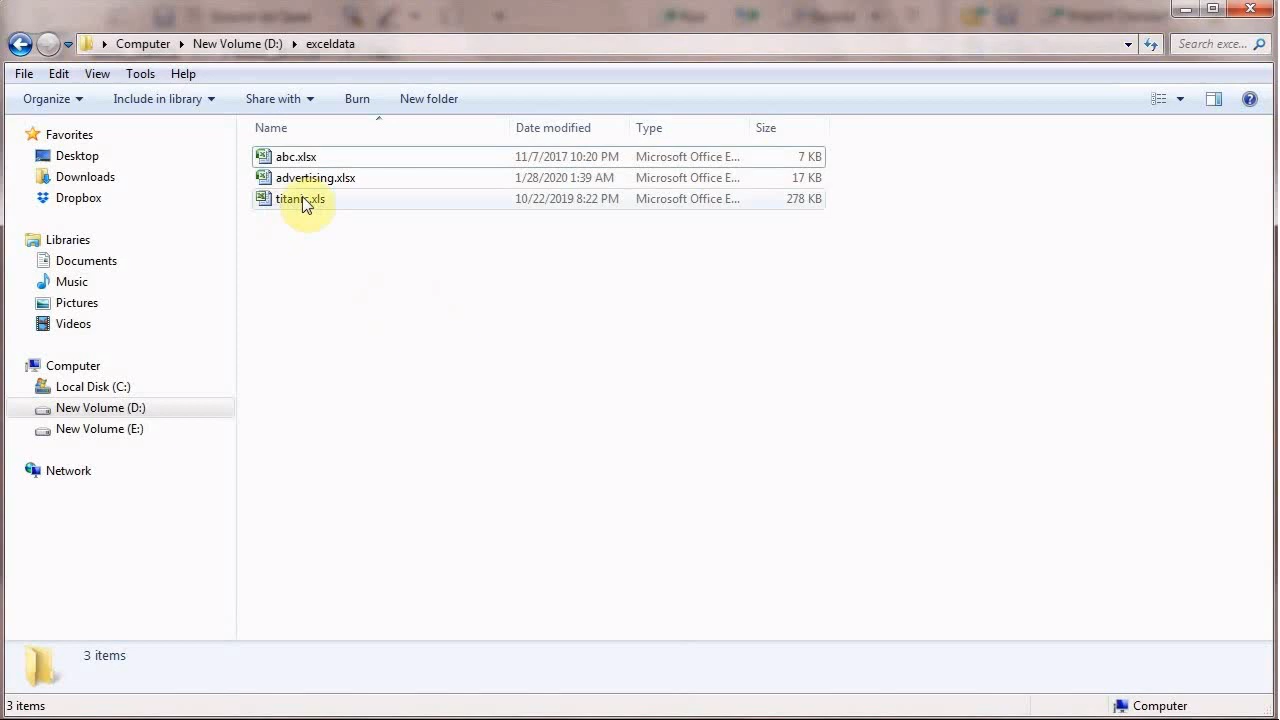 Computer New Volume (D:) exceldata Search exce...
File Edit View Tools Help
Organize Include in library Share with Burn New folder
Name Date modified Type Size
Favorites
Desktop
Downloads
Dropbox
Libraries
Documents
Music
Pictures
Videos
Computer
Local Disk (C:)
New Volume (D:)
New Volume (E:)
Network
abc.xlsx 11/7/2017 10:20 PM Microsoft Office E... 7 KB
advertising.xlsx 1/28/2020 1:39 AM Microsoft Office E... 17 KB
titanic.xls 10/22/2019 8:22 PM Microsoft Office E... 278 KB
3 items
3 items Computer